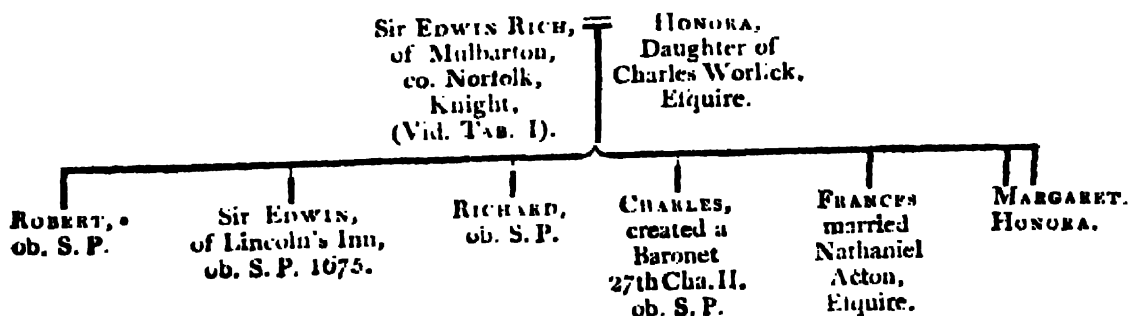 Sir EDWIN RICH,
of Mulbarton,
co. Norfolk,
Knight,
(Vid. TAB. I).
HONORA,
Daughter of
Charles Worlick,
Esquire.
ROBERT,
ob. S. P.
Sir EDWIN,
of Lincoln's Inn,
ob. S. P. 1675.
RICHARD,
ob. S. P.
CHARLES,
created a
Baronet
27th Cha. II.
ob. S. P.
FRANCES
married
Nathaniel
Acton,
Esquire.
MARGARET.
HONORA.